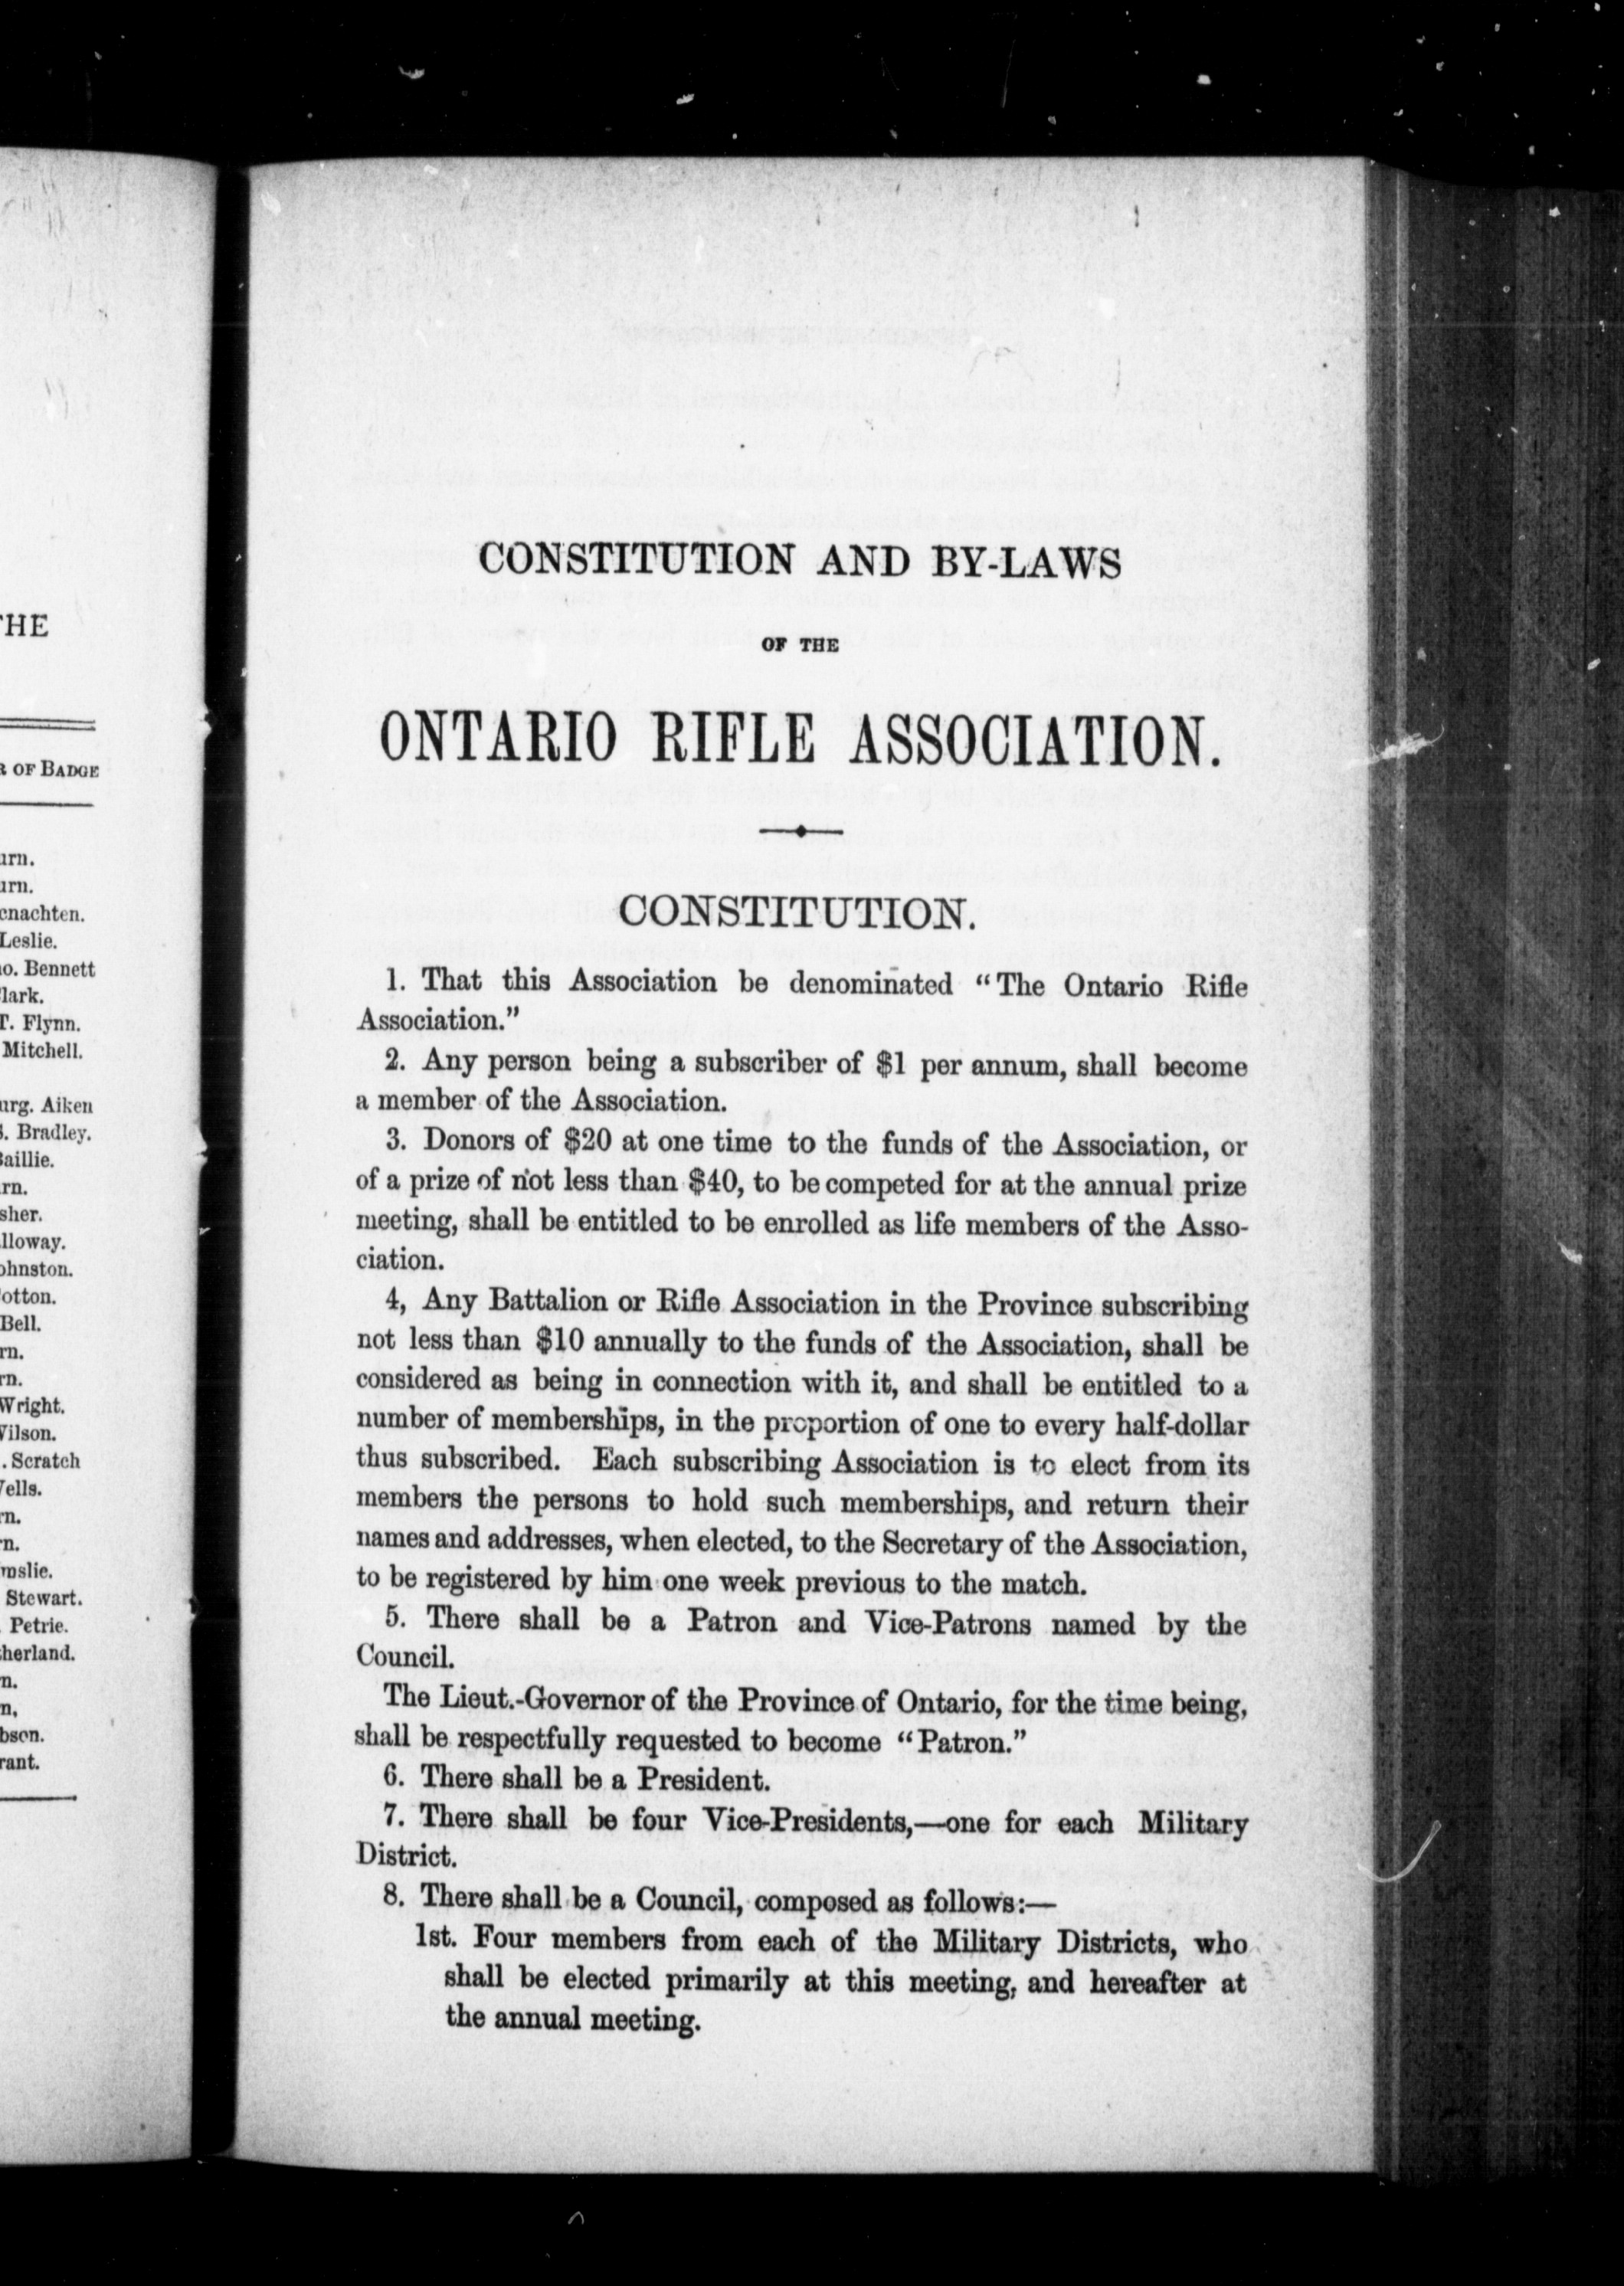 HE
OF BADGE
cnachten.
Leslie.
Bennett
T. Flynn.
Mitchell.
Aiken
Bradley.
Bell.
Wright.
. Scratch
Stewart.
Petrie.
CONSTITUTION AND BY-LAWS
OF THE
ONTARIO RIFLE ASSOCIATION.
CONSTITUTION.
1. That this Association be denominated "The Ontario Rifle
Association."
2. Any person being a subscriber of $1 per annum, shall become
a member of the Association.
3. Donors of $20 at one time to the funds of the Association, or
of a prize of not less than $40, to be competed for at the annual prize
meeting, shall be entitled to be enrolled as life members of the Asso-
ciation.
4, Any Battalion or Rifle Association in the Province subscribing
not less than $10 annually to the funds of the Association, shall be
considered as being in connection with it, and shall be entitled to a
number of memberships, in the proportion of one to every half-dollar
thus subscribed. Each subscribing Association is to elect from its
members the persons to hold such memberships, and return their
names and addresses, when elected, to the Secretary of the Association,
to be registered by him one week previous to the match.
5. There shall be a Patron and Vice-Patrons named by the
Council.
The Lieut.-Governor of the Province of Ontario, for the time being,
shall be respectfully requested to become "Patron."
6. There shall be a President.
7. There shall be four Vice-Presidents,—one for each Military
District.
8. There shall be a Council, composed as follows:—
1st. Four members from each of the Military Districts, who
shall be elected primarily at this meeting, and hereafter at
the annual meeting.